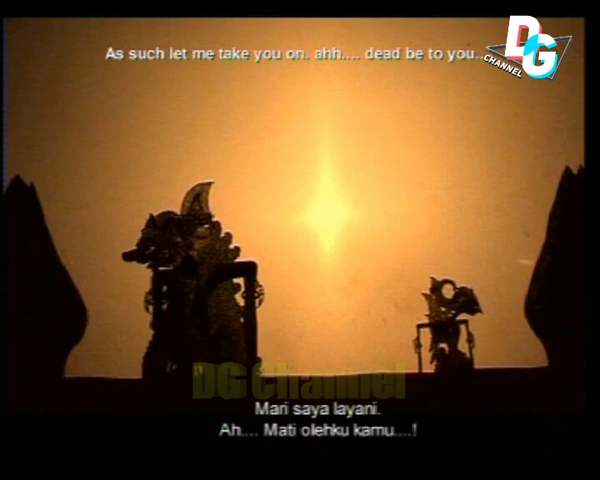 DG
CHANNEL
As such let me take you on. ahh.... dead be to you..
DG Channel
Mari saya layani.
Ah.... Mati olehku kamu....!